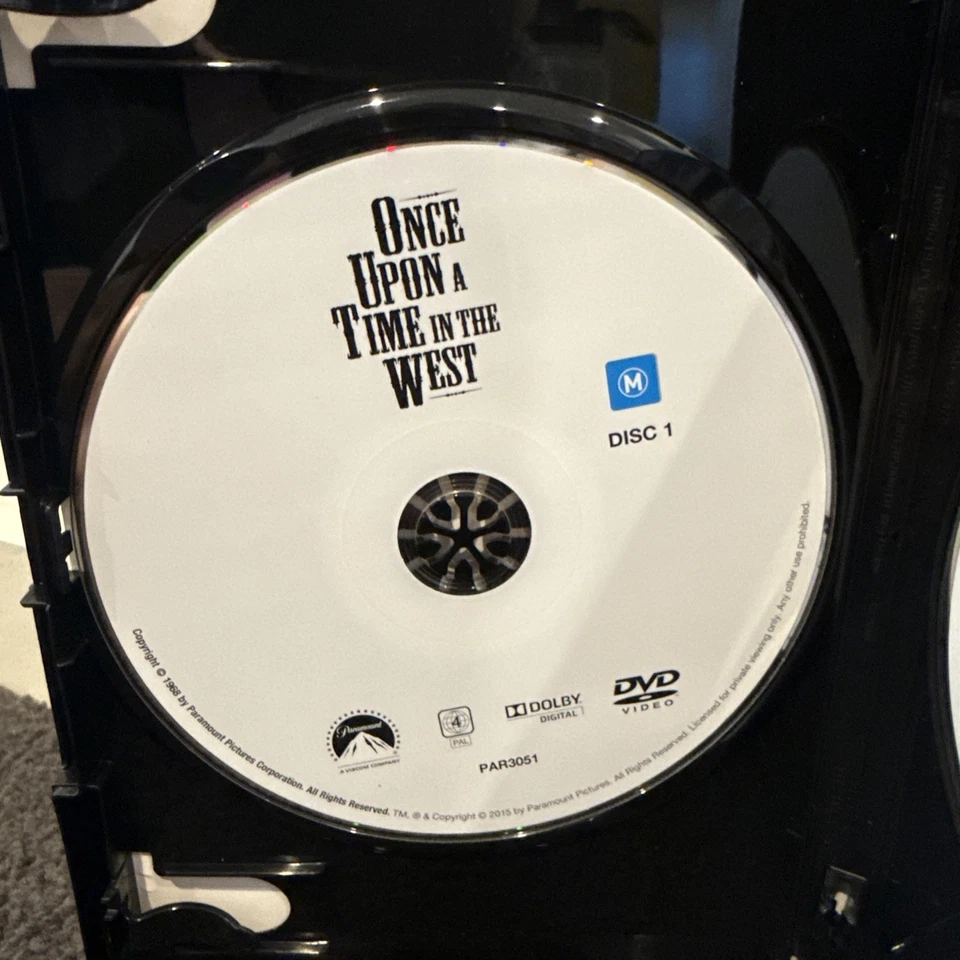 ONCE
UPON A
TIME IN THE
WEST
M
DISC 1
Paramount
A VIACOM COMPANY
4
PAL
DOLBY
DIGITAL
DVD
VIDEO
PAR3051
Copyright © 1968 by Paramount Pictures Corporation. All Rights Reserved. TM, ® & Copyright © 2015 by Paramount Pictures. All Rights Reserved. Licensed for private viewing only. Any other use prohibited.